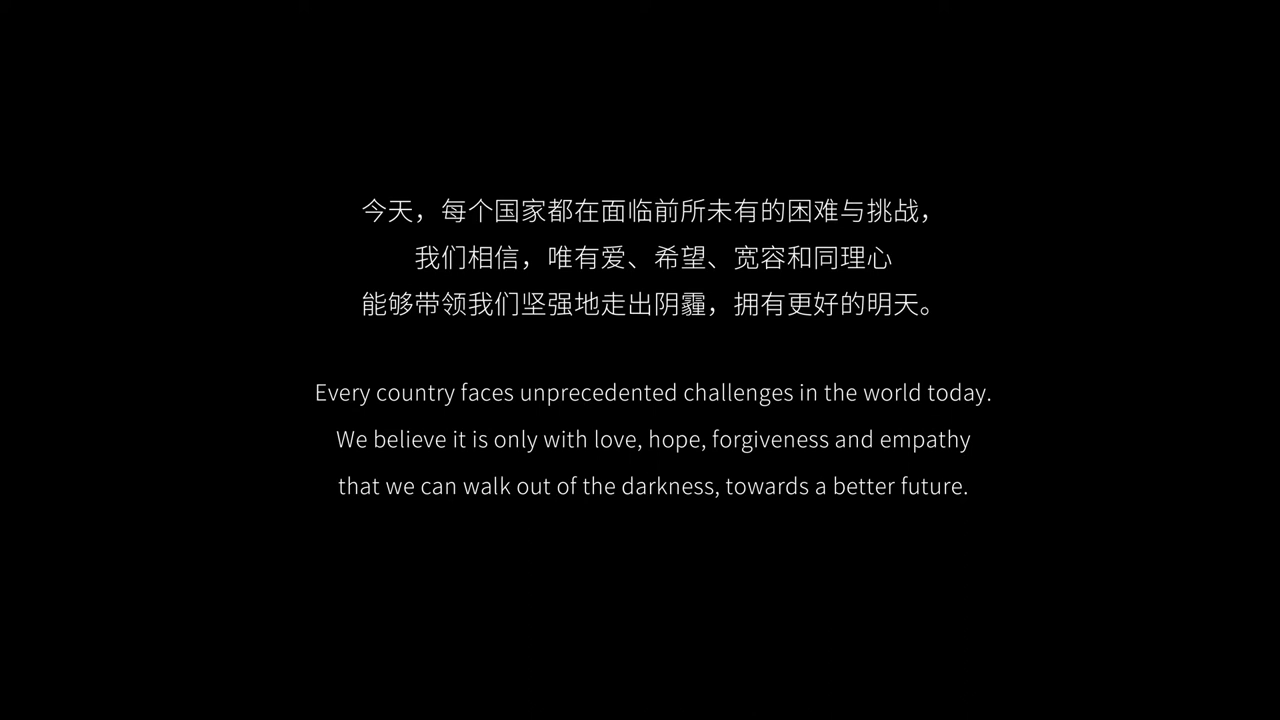 今天，每个国家都在面临前所未有的困难与挑战，
我们相信，唯有爱、希望、宽容和同理心
能够带领我们坚强地走出阴霾，拥有更好的明天。
Every country faces unprecedented challenges in the world today.
We believe it is only with love, hope, forgiveness and empathy
that we can walk out of the darkness, towards a better future.